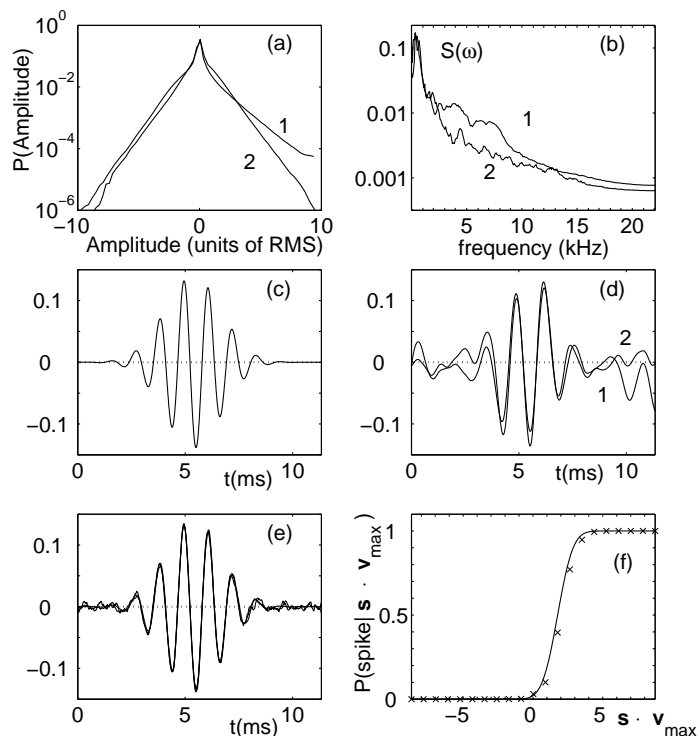 10^0
(a)
10^-2
P(Amplitude)
1
10^-4
2
10^-6
−10
0
10
Amplitude (units of RMS)
0.1
S(ω)
(b)
0.01
1
2
0.001
5 10 15 20
frequency (kHz)
0.1
(c)
0
−0.1
0 5 10
t(ms)
0.1
(d)
2
0
1
−0.1
0 5 10
t(ms)
0.1
(e)
0
−0.1
0 5 10
t(ms)
1
(f)
0.5
0
P(spike| s · v_max)
−5 0 5 s · v_max